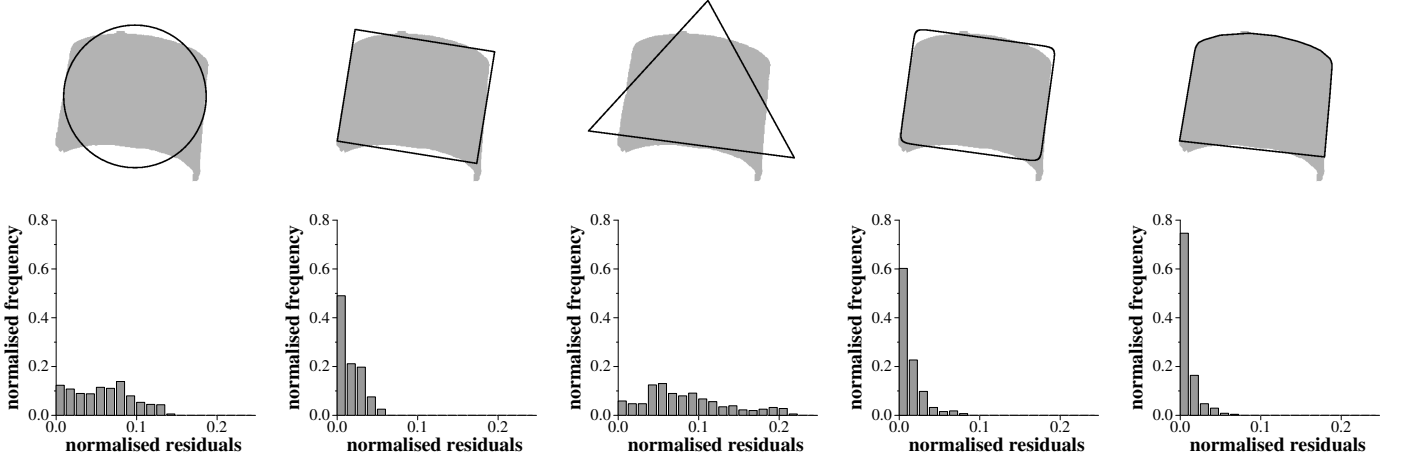 0.8 0.8 0.8 0.8 0.8
0.6 0.6 0.6 0.6 0.6
0.4 0.4 0.4 0.4 0.4
0.2 0.2 0.2 0.2 0.2
0.0 0.0 0.0 0.0 0.0
normalised frequency normalised frequency normalised frequency normalised frequency normalised frequency
0.0 0.1 0.2 0.0 0.1 0.2 0.0 0.1 0.2 0.0 0.1 0.2 0.0 0.1 0.2
normalised residuals normalised residuals normalised residuals normalised residuals normalised residuals